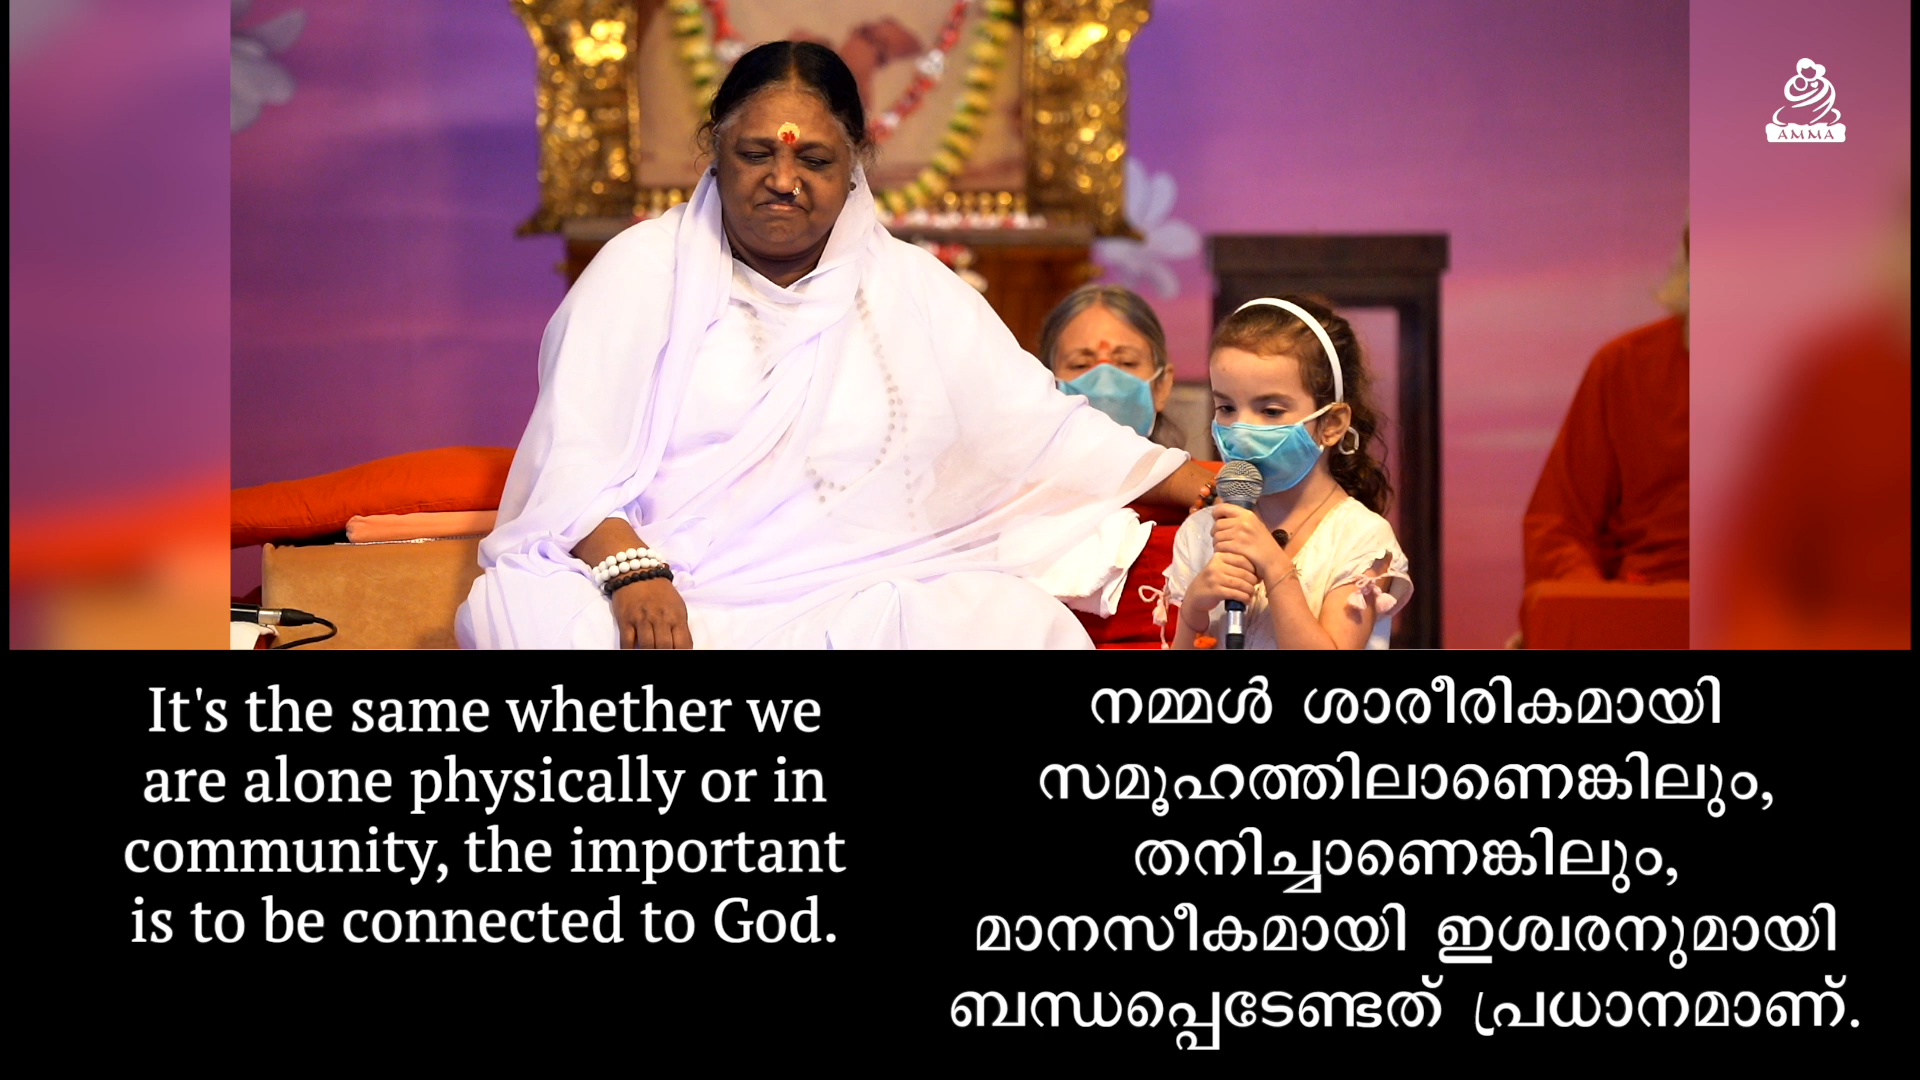 AMMA
It's the same whether we
are alone physically or in
community, the important
is to be connected to God.
നമ്മൾ ശാരീരികമായി
സമൂഹത്തിലാണെങ്കിലും,
തനിച്ചാണെങ്കിലും,
മാനസീകമായി ഇശ്വരനുമായി
ബന്ധപ്പെടേണ്ടത് പ്രധാനമാണ്.